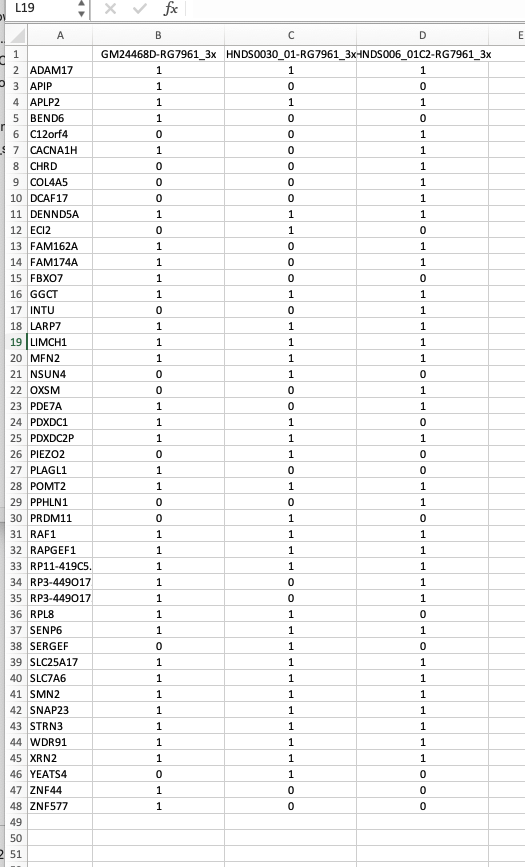 L19 fx
A B C D E
1 GM24468D-RG7961_3x HNDS0030_01-RG7961_3x HNDS006_01C2-RG7961_3x
2 ADAM17 1 1 1
3 APIP 1 0 0
4 APLP2 1 1 1
5 BEND6 1 0 0
6 C12orf4 0 0 1
7 CACNA1H 1 0 1
8 CHRD 0 0 1
9 COL4A5 0 0 1
10 DCAF17 0 0 1
11 DENND5A 1 1 1
12 ECI2 0 1 0
13 FAM162A 1 0 1
14 FAM174A 1 0 1
15 FBXO7 1 0 0
16 GGCT 1 1 1
17 INTU 0 0 1
18 LARP7 1 1 1
19 LIMCH1 1 1 1
20 MFN2 1 1 1
21 NSUN4 0 1 0
22 OXSM 0 0 1
23 PDE7A 1 0 1
24 PDXDC1 1 1 0
25 PDXDC2P 1 1 1
26 PIEZO2 0 1 0
27 PLAGL1 1 0 0
28 POMT2 1 1 1
29 PPHLN1 0 0 1
30 PRDM11 0 1 0
31 RAF1 1 1 1
32 RAPGEF1 1 1 1
33 RP11-419C5. 1 1 1
34 RP3-449O17 1 0 1
35 RP3-449O17 1 0 1
36 RPL8 1 1 0
37 SENP6 1 1 1
38 SERGEF 0 1 0
39 SLC25A17 1 1 1
40 SLC7A6 1 1 1
41 SMN2 1 1 1
42 SNAP23 1 1 1
43 STRN3 1 1 1
44 WDR91 1 1 1
45 XRN2 1 1 1
46 YEATS4 0 1 0
47 ZNF44 1 0 0
48 ZNF577 1 0 0
49
50
51